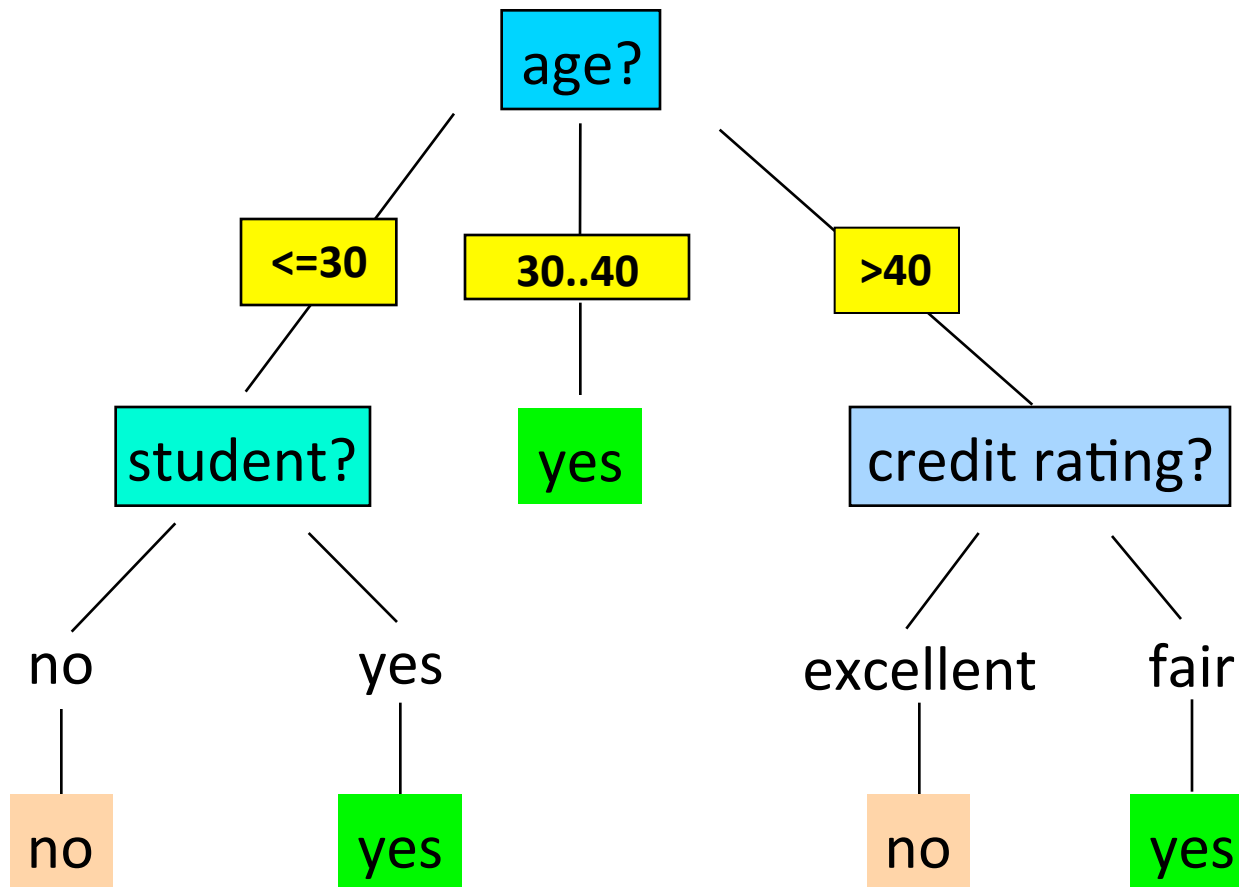 age?
<=30
30..40
>40
student?
yes
credit rating?
no
yes
excellent
fair
no
yes
no
yes